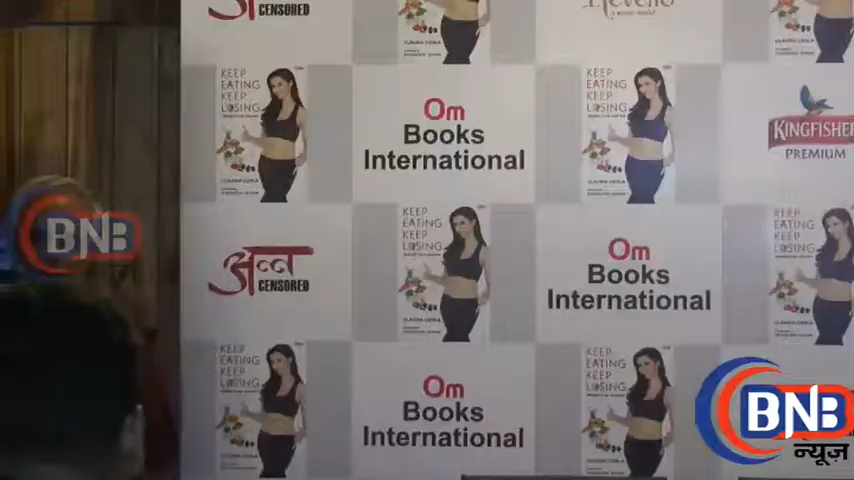 CENSORED
Revello
KEEP
EATING
KEEP
LOSING
Om
Books
International
KEEP
EATING
KEEP
LOSING
KINGFISHER
PREMIUM
BNB
अन्न
CENSORED
KEEP
EATING
KEEP
LOSING
Om
Books
International
KEEP
EATING
KEEP
LOSING
KEEP
EATING
KEEP
LOSING
Om
Books
International
KEEP
EATING
KEEP
LOSING
BNB
न्यूज़